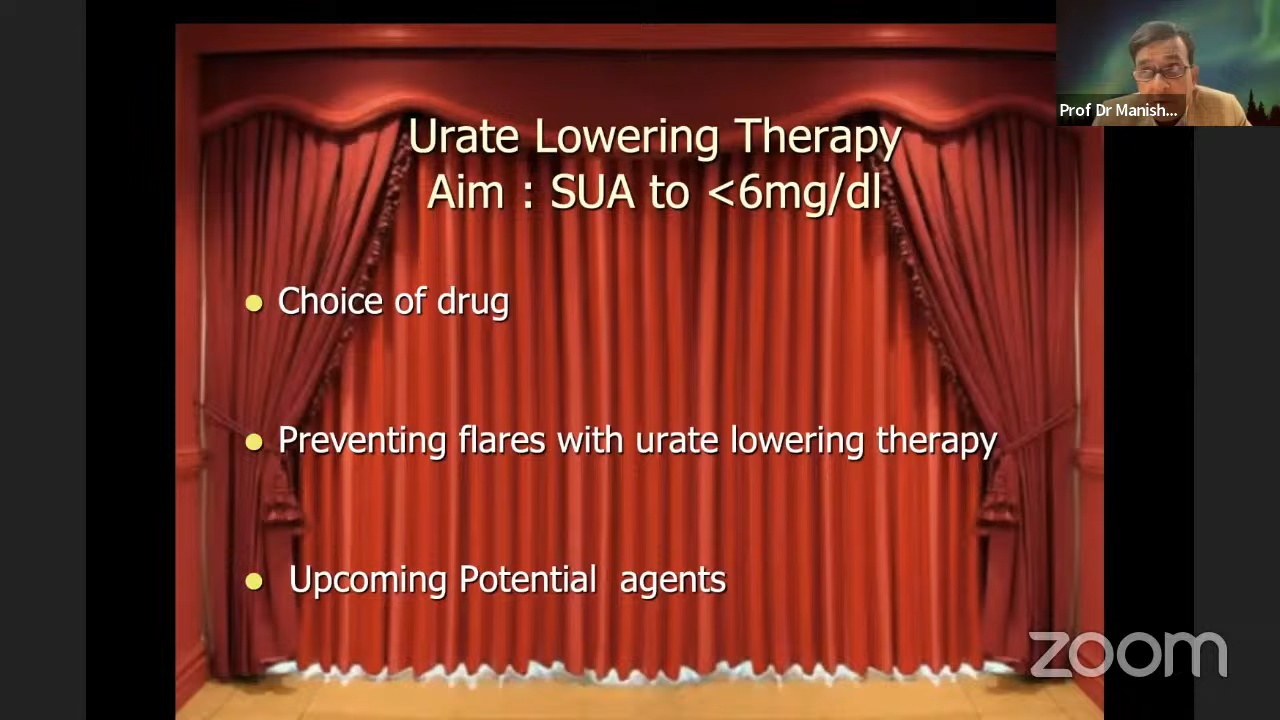 Prof Dr Manish...
Urate Lowering Therapy
Aim : SUA to <6mg/dl
Choice of drug
Preventing flares with urate lowering therapy
Upcoming Potential agents
zoom